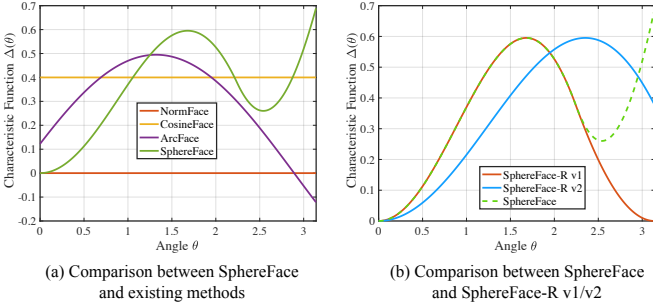 Characteristic Function Δ(θ)
0.7
0.6
0.5
0.4
0.3
0.2
0.1
0
-0.1
-0.2
NormFace
CosineFace
ArcFace
SphereFace
0 0.5 1 1.5 2 2.5 3
Angle θ
(a) Comparison between SphereFace
and existing methods
Characteristic Function Δ(θ)
0.7
0.6
0.5
0.4
0.3
0.2
0.1
0
SphereFace-R v1
SphereFace-R v2
SphereFace
0 0.5 1 1.5 2 2.5 3
Angle θ
(b) Comparison between SphereFace
and SphereFace-R v1/v2